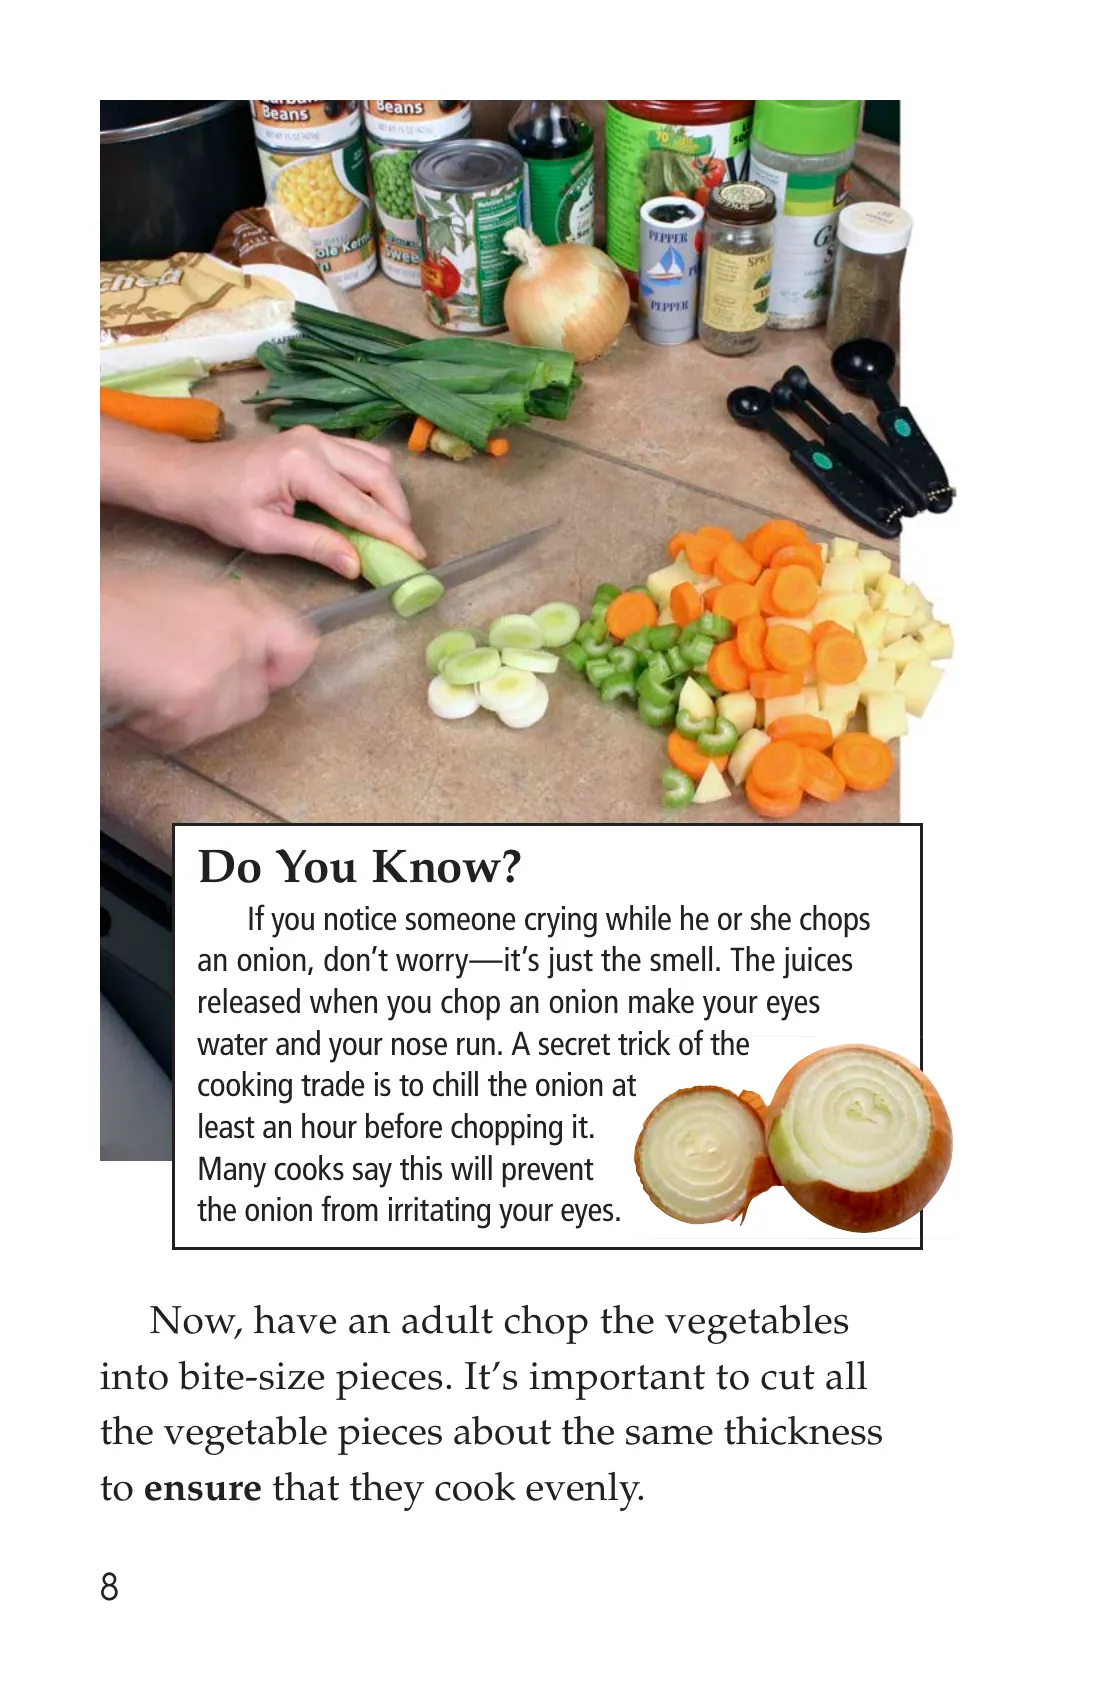 Beans
Beans
70
PEPPER
SPICE
PEPPER
Do You Know?
If you notice someone crying while he or she chops
an onion, don’t worry—it’s just the smell. The juices
released when you chop an onion make your eyes
water and your nose run. A secret trick of the
cooking trade is to chill the onion at
least an hour before chopping it.
Many cooks say this will prevent
the onion from irritating your eyes.
Now, have an adult chop the vegetables
into bite-size pieces. It’s important to cut all
the vegetable pieces about the same thickness
to ensure that they cook evenly.
8